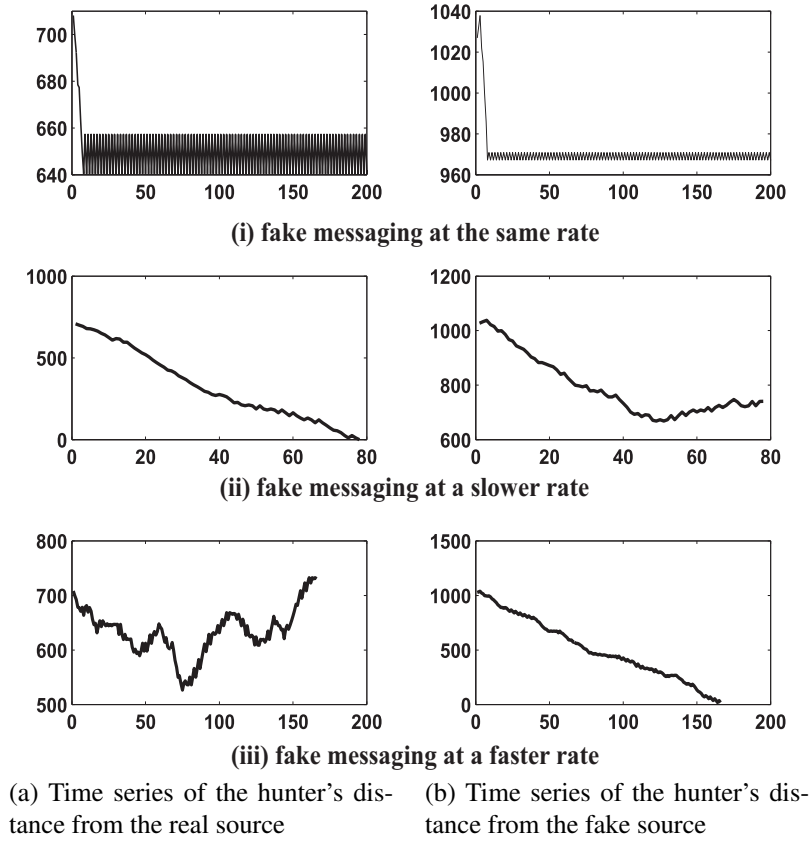 700
680
660
640
0 50 100 150 200
1040
1020
1000
980
960
0 50 100 150 200
(i) fake messaging at the same rate
1000
500
0
0 20 40 60 80
1200
1000
800
600
0 20 40 60 80
(ii) fake messaging at a slower rate
800
700
600
500
0 50 100 150 200
1500
1000
500
0
0 50 100 150 200
(iii) fake messaging at a faster rate
(a) Time series of the hunter's dis-
tance from the real source
(b) Time series of the hunter's dis-
tance from the fake source